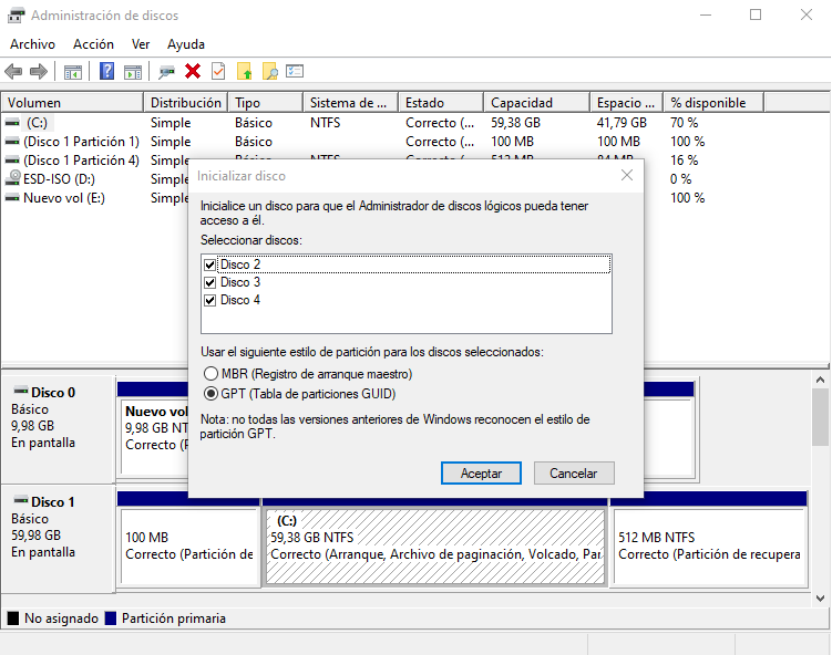 Administración de discos
Archivo Acción Ver Ayuda
Volumen Distribución Tipo Sistema de ... Estado Capacidad Espacio ... % disponible
(C:) Simple Básico NTFS Correcto (... 59,38 GB 41,79 GB 70 %
(Disco 1 Partición 1) Simple Básico Correcto (... 100 MB 100 MB 100 %
(Disco 1 Partición 4) Simple 16 %
ESD-ISO (D:) Simple 0 %
Nuevo vol (E:) Simple 100 %
Inicializar disco
Inicialice un disco para que el Administrador de discos lógicos pueda tener
acceso a él.
Seleccionar discos:
Disco 2
Disco 3
Disco 4
Usar el siguiente estilo de partición para los discos seleccionados:
MBR (Registro de arranque maestro)
GPT (Tabla de particiones GUID)
Nota: no todas las versiones anteriores de Windows reconocen el estilo de
partición GPT.
Aceptar Cancelar
Disco 0
Básico
9,98 GB
En pantalla
Nuevo vol
9,98 GB NT
Correcto (P
Disco 1
Básico
59,98 GB
En pantalla
100 MB
Correcto (Partición de
(C:)
59,38 GB NTFS
Correcto (Arranque, Archivo de paginación, Volcado, Par
512 MB NTFS
Correcto (Partición de recupera
No asignado Partición primaria